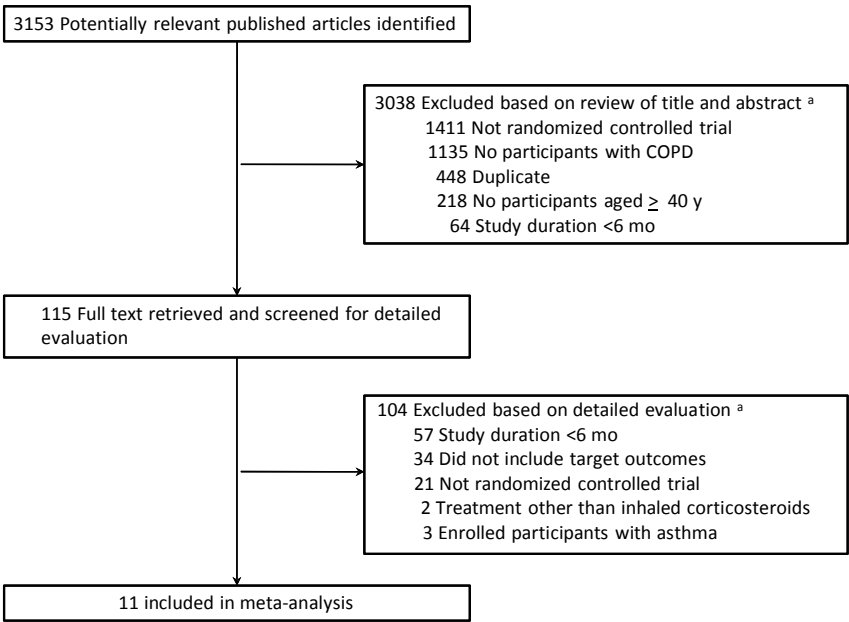 3153 Potentially relevant published articles identified
3038 Excluded based on review of title and abstract ᵃ
1411 Not randomized controlled trial
1135 No participants with COPD
448 Duplicate
218 No participants aged ≥ 40 y
64 Study duration <6 mo
115 Full text retrieved and screened for detailed
evaluation
104 Excluded based on detailed evaluation ᵃ
57 Study duration <6 mo
34 Did not include target outcomes
21 Not randomized controlled trial
2 Treatment other than inhaled corticosteroids
3 Enrolled participants with asthma
11 included in meta-analysis